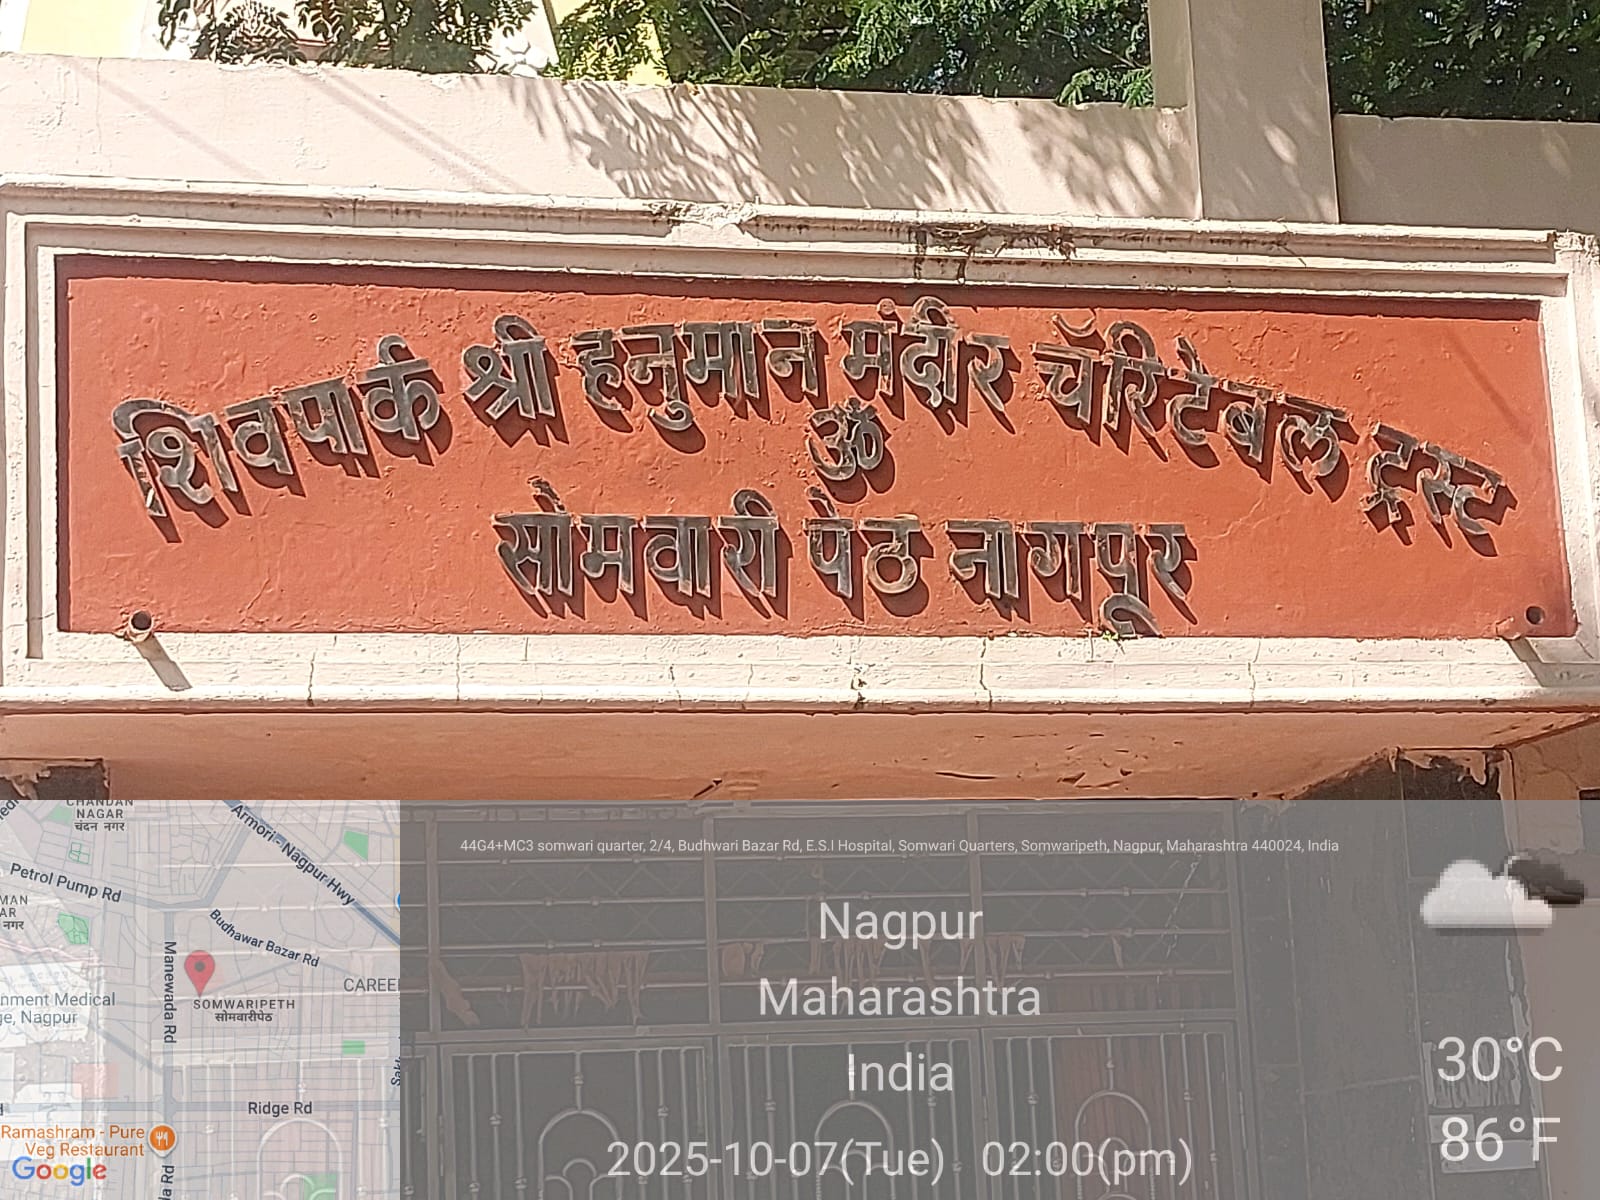 शिवपार्क श्री हनुमान मंदीर चॅरिटेबल ट्रस्ट
ॐ
सोमवारी पेठ नागपूर
CHANDAN
NAGAR
चंदन नगर
Armori - Nagpur Hwy
Petrol Pump Rd
नगर
Budhawar Bazar Rd
Manewada Rd
SOMWARIPETH
सोमवारीपेठ
Medical
Nagpur
Ridge Rd
Ramashram - Pure
Veg Restaurant
Google
44G4+MC3 somwari quarter, 2/4, Budhwari Bazar Rd, E.S.I Hospital, Somwari Quarters, Somwaripeth, Nagpur, Maharashtra 440024, India
Nagpur
Maharashtra
India
2025-10-07(Tue) 02:00(pm)
30°C
86°F